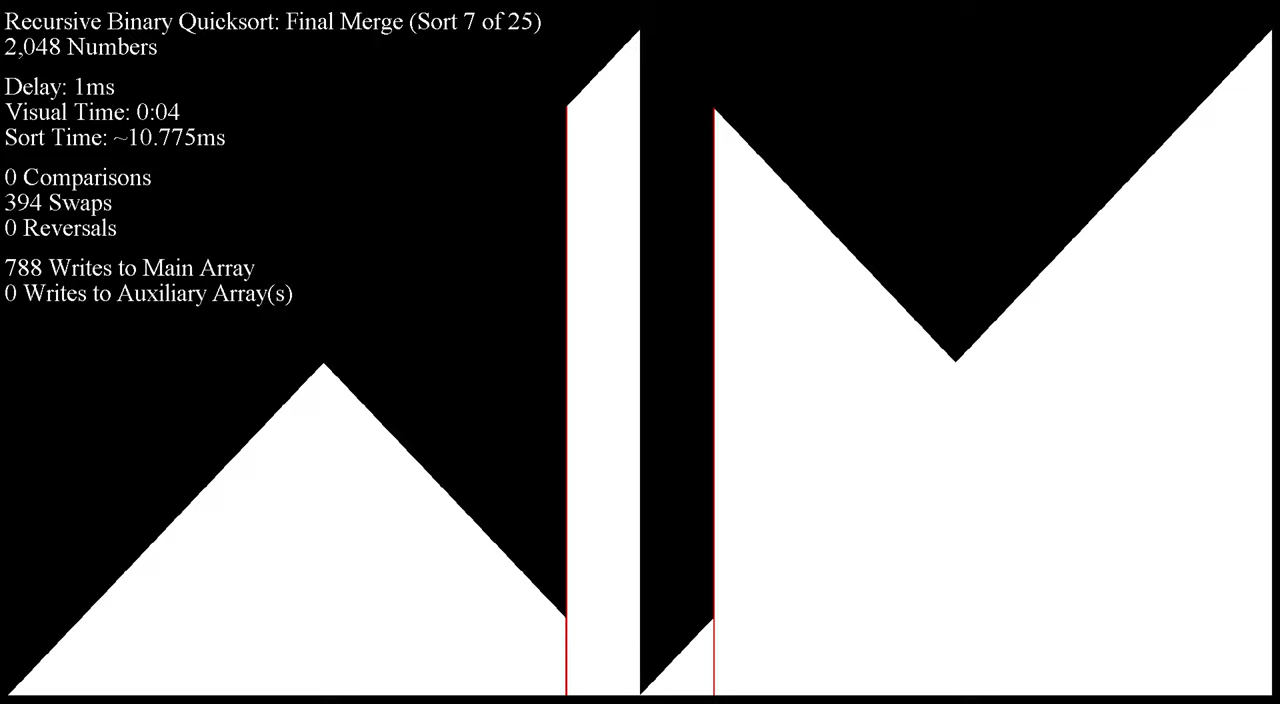 Recursive Binary Quicksort: Final Merge (Sort 7 of 25)
2,048 Numbers
Delay: 1ms
Visual Time: 0:04
Sort Time: ~10.775ms
0 Comparisons
394 Swaps
0 Reversals
788 Writes to Main Array
0 Writes to Auxiliary Array(s)